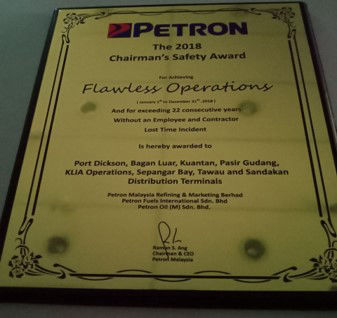 PETRON
The 2018
Chairman's Safety Award
For Achieving
Flawless Operations
( January 1st to December 31st, 2018 )
And for exceeding 22 consecutive years
Without an Employee and Contractor
Lost Time Incident
Is hereby awarded to
Port Dickson, Bagan Luar, Kuantan, Pasir Gudang,
KLIA Operations, Sepangar Bay, Tawau and Sandakan
Distribution Terminals
Petron Malaysia Refining & Marketing Berhad
Petron Fuels International Sdn. Bhd
Petron Oil (M) Sdn. Bhd.
Ramon S. Ang
Chairman & CEO
Petron Malaysia